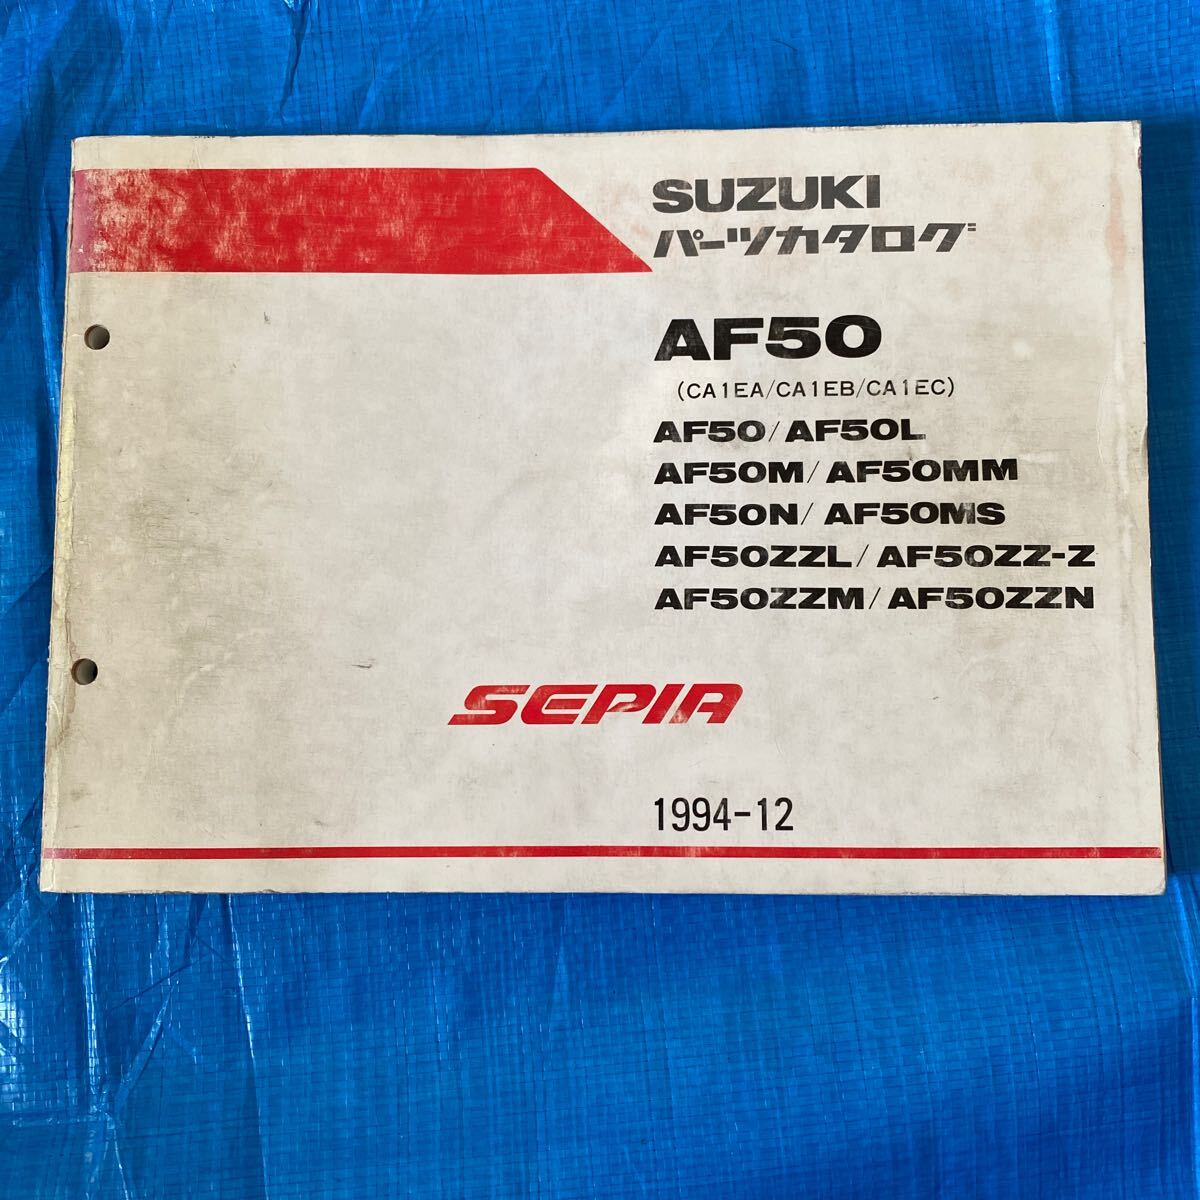 SUZUKI
パーツカタログ
AF50
(CA1EA/CA1EB/CA1EC)
AF50/AF50L
AF50M/AF50MM
AF50N/AF50MS
AF50ZZL/AF50ZZ-Z
AF50ZZM/AF50ZZN
SEPIA
1994-12